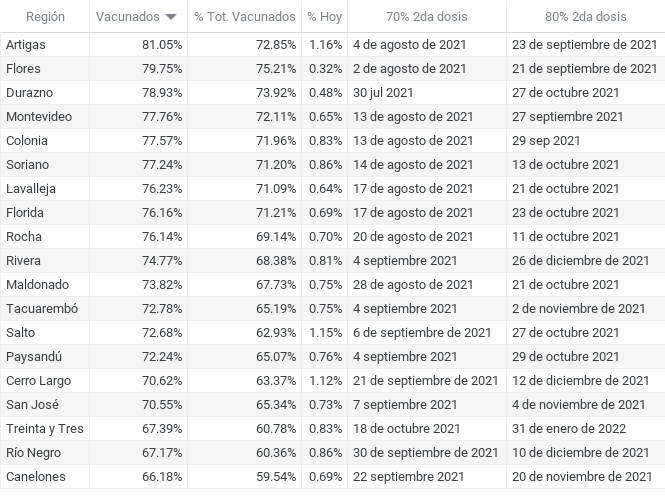 Región Vacunados % Tot. Vacunados % Hoy 70% 2da dosis 80% 2da dosis
Artigas 81.05% 72.85% 1.16% 4 de agosto de 2021 23 de septiembre de 2021
Flores 79.75% 75.21% 0.32% 2 de agosto de 2021 21 de septiembre de 2021
Durazno 78.93% 73.92% 0.48% 30 jul 2021 27 de octubre de 2021
Montevideo 77.76% 72.11% 0.65% 13 de agosto de 2021 27 septiembre de 2021
Colonia 77.57% 71.96% 0.83% 13 de agosto de 2021 29 sep 2021
Soriano 77.24% 71.20% 0.86% 14 de agosto de 2021 13 de octubre de 2021
Lavalleja 76.23% 71.09% 0.64% 17 de agosto de 2021 21 de octubre de 2021
Florida 76.16% 71.21% 0.69% 17 de agosto de 2021 23 de octubre de 2021
Rocha 76.14% 69.14% 0.70% 20 de agosto de 2021 11 de octubre de 2021
Rivera 74.77% 68.38% 0.81% 4 septiembre 2021 26 de diciembre de 2021
Maldonado 73.82% 67.73% 0.75% 28 de agosto de 2021 21 de octubre de 2021
Tacuarembó 72.78% 65.19% 0.75% 4 septiembre 2021 2 de noviembre de 2021
Salto 72.68% 62.93% 1.15% 6 de septiembre de 2021 27 de octubre de 2021
Paysandú 72.24% 65.07% 0.76% 4 septiembre 2021 29 de octubre de 2021
Cerro Largo 70.62% 63.37% 1.12% 21 de septiembre de 2021 12 de diciembre de 2021
San José 70.55% 65.34% 0.73% 7 septiembre 2021 4 de noviembre de 2021
Treinta y Tres 67.39% 60.78% 0.83% 18 de octubre de 2021 31 de enero de 2022
Río Negro 67.17% 60.36% 0.86% 30 de septiembre de 2021 10 de diciembre de 2021
Canelones 66.18% 59.54% 0.69% 22 septiembre 2021 20 de noviembre de 2021